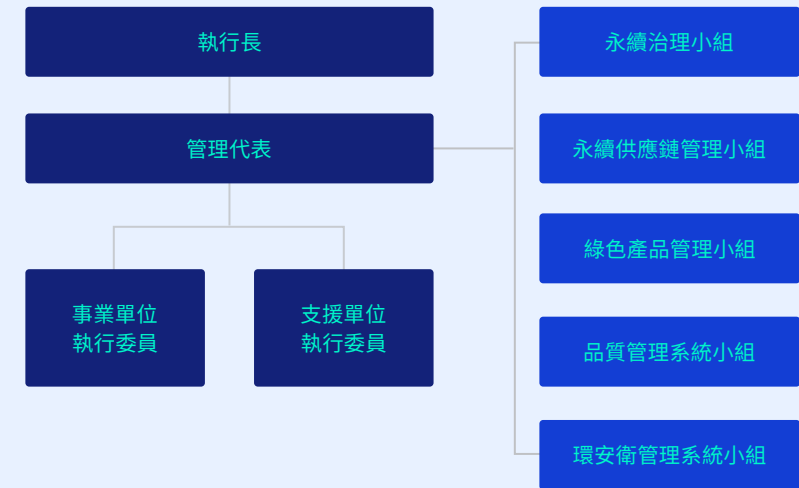 執行長
管理代表
事業單位
執行委員
支援單位
執行委員
永續治理小組
永續供應鏈管理小組
綠色產品管理小組
品質管理系統小組
環安衛管理系統小組